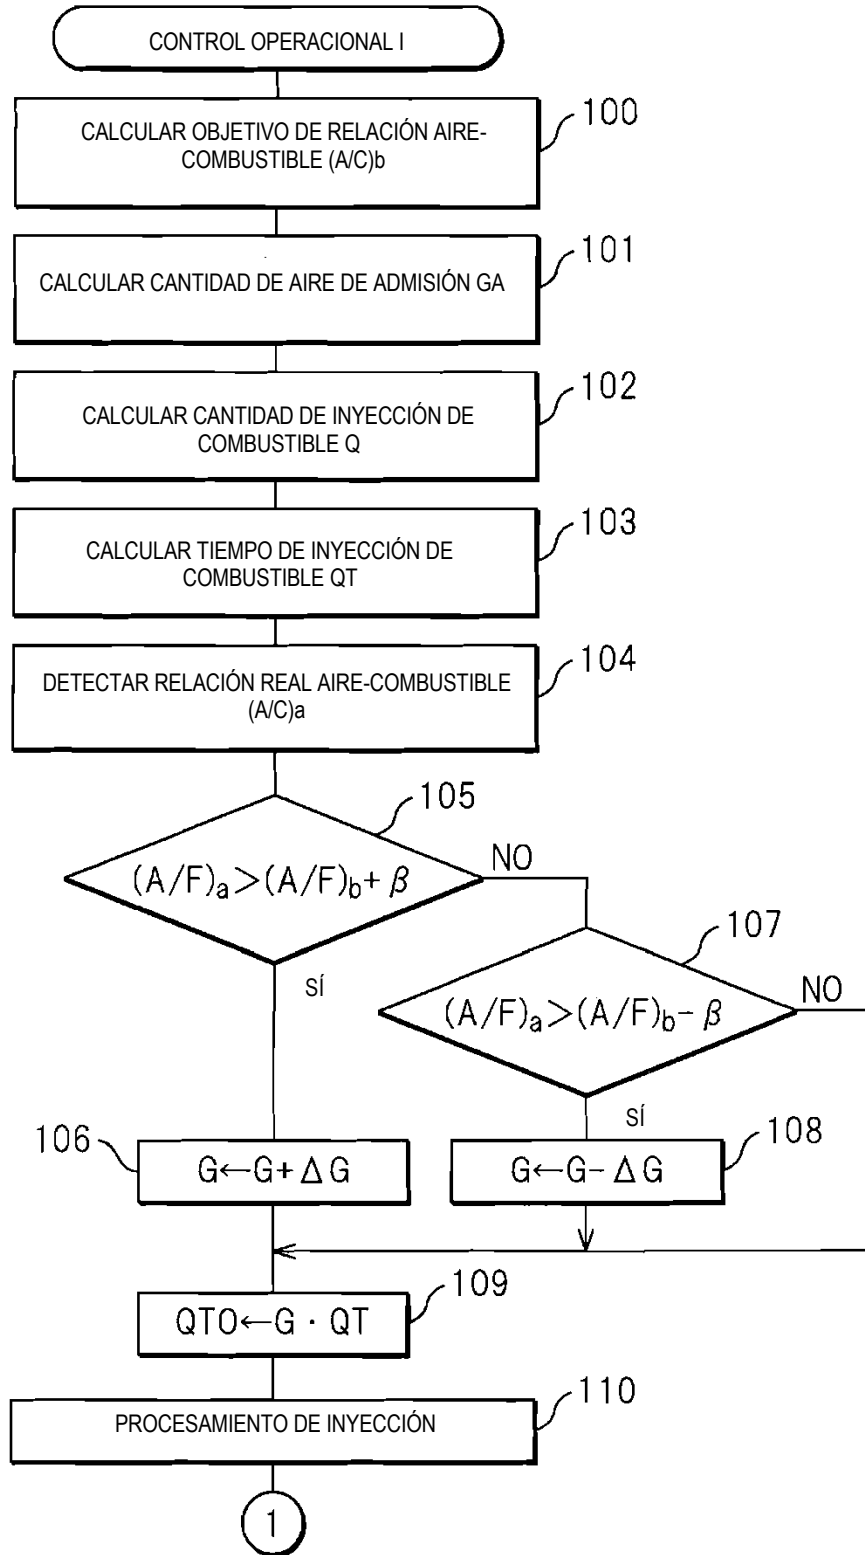 CONTROL OPERACIONAL I
CALCULAR OBJETIVO DE RELACIÓN AIRE-
COMBUSTIBLE (A/C)b
100
CALCULAR CANTIDAD DE AIRE DE ADMISIÓN GA
101
CALCULAR CANTIDAD DE INYECCIÓN DE
COMBUSTIBLE Q
102
CALCULAR TIEMPO DE INYECCIÓN DE
COMBUSTIBLE QT
103
DETECTAR RELACIÓN REAL AIRE-COMBUSTIBLE
(A/C)a
104
105
(A/F)a>(A/F)b+ β
NO
SÍ
107
(A/F)a>(A/F)b- β
NO
SÍ
106
G←G+ Δ G
108
G←G- Δ G
109
QTO←G · QT
110
PROCESAMIENTO DE INYECCIÓN
1